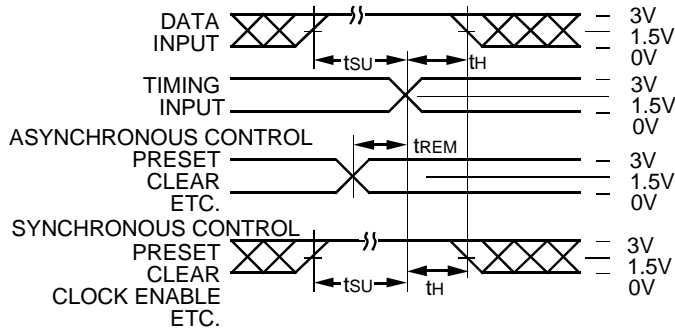 DATA
INPUT
3V
1.5V
0V
tSU
tH
TIMING
INPUT
3V
1.5V
0V
ASYNCHRONOUS CONTROL
tREM
PRESET
CLEAR
ETC.
3V
1.5V
0V
SYNCHRONOUS CONTROL
PRESET
CLEAR
CLOCK ENABLE
ETC.
3V
1.5V
0V
tSU
tH